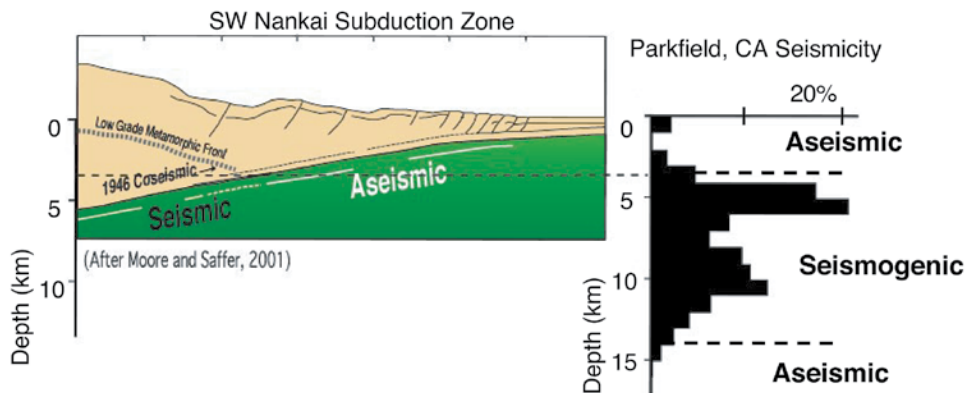 SW Nankai Subduction Zone
0
5
10
Depth (km)
Low Grade Metamorphic Front
1946 Coseismic
Seismic
Aseismic
(After Moore and Saffer, 2001)
Parkfield, CA Seismicity
20%
0
5
10
15
Depth (km)
Aseismic
Seismogenic
Aseismic